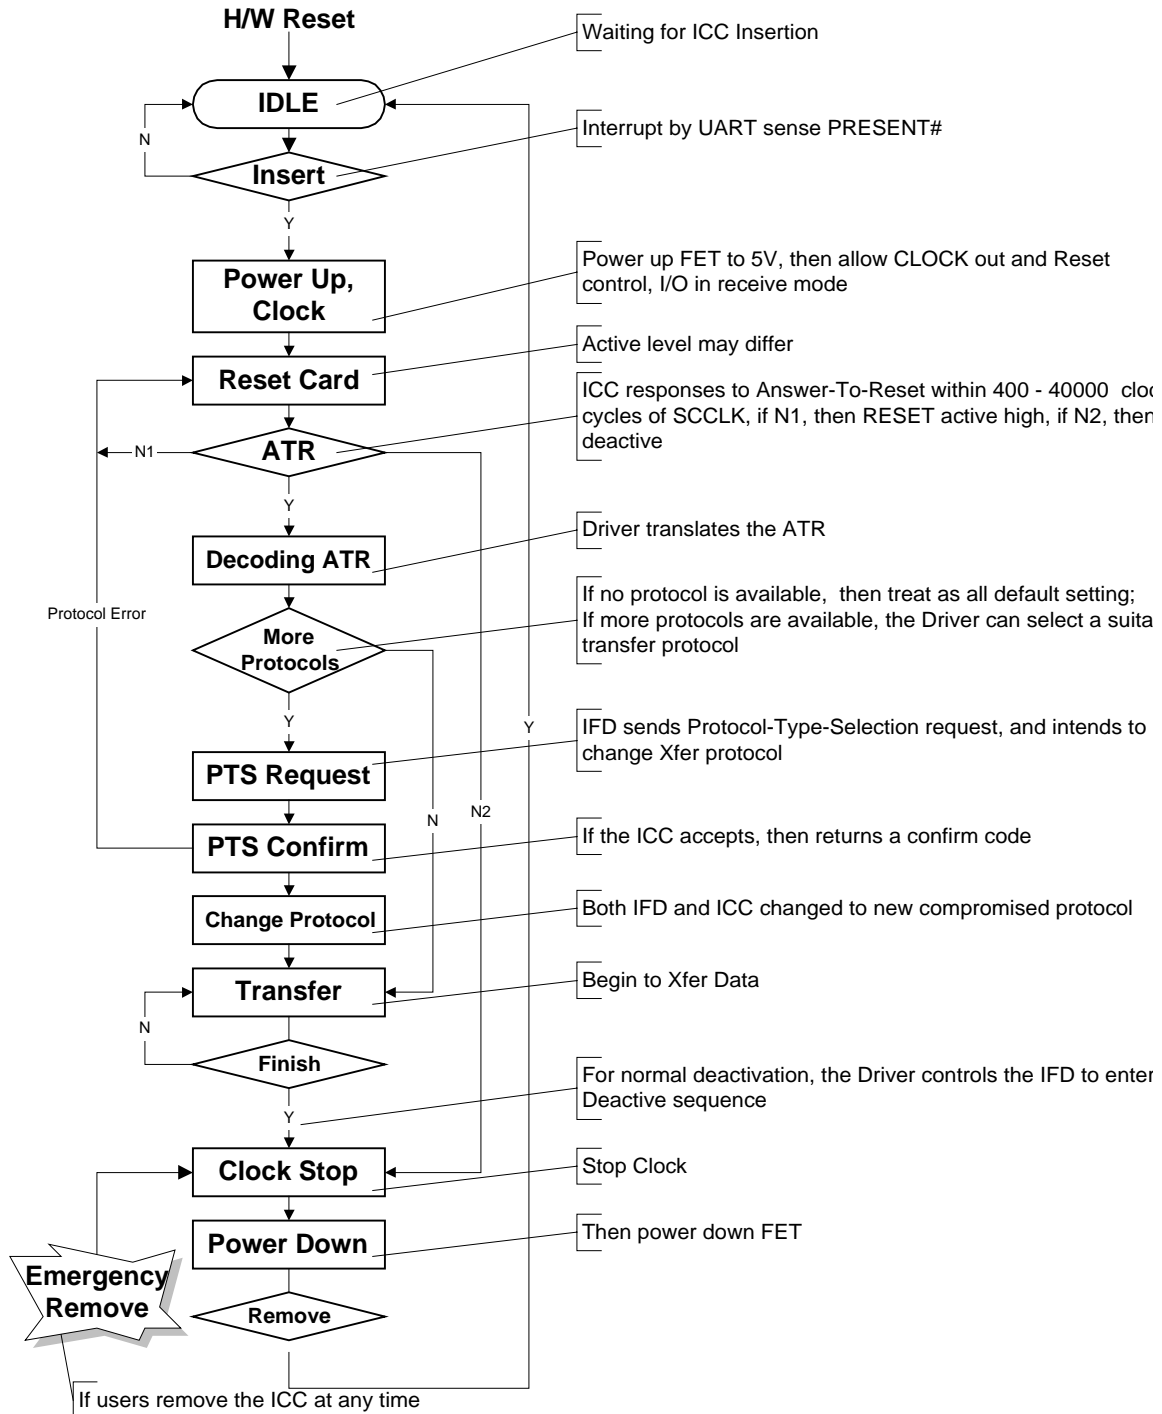 H/W Reset
Waiting for ICC Insertion
IDLE
N
Interrupt by UART sense PRESENT#
Insert
Y
Power Up,
Clock
Power up FET to 5V, then allow CLOCK out and Reset
control, I/O in receive mode
Active level may differ
Reset Card
ICC responses to Answer-To-Reset within 400 - 40000
cycles of SCCLK, if N1, then RESET active high, if N2, then
deactive
N1
ATR
Y
Driver translates the ATR
Decoding ATR
Protocol Error
If no protocol is available, then treat as all default setting;
If more protocols are available, the Driver can select a
transfer protocol
More
Protocols
Y
Y
IFD sends Protocol-Type-Selection request, and intends to
change Xfer protocol
PTS Request
N
N2
If the ICC accepts, then returns a confirm code
PTS Confirm
Both IFD and ICC changed to new compromised protocol
Change Protocol
Begin to Xfer Data
Transfer
N
Finish
For normal deactivation, the Driver controls the IFD to enter
Deactive sequence
Y
Clock Stop
Stop Clock
Power Down
Then power down FET
Emergency
Remove
Remove
If users remove the ICC at any time